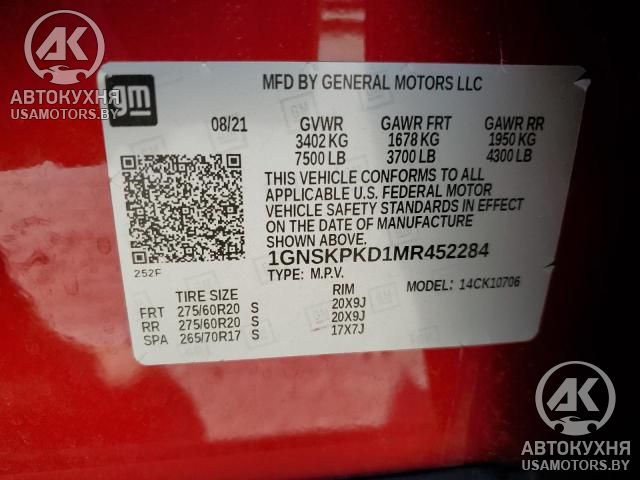 AK
АВТОКУХНЯ
USAMOTORS.BY
gm
MFD BY GENERAL MOTORS LLC
08/21 GVWR GAWR FRT GAWR RR
3402 KG 1678 KG 1950 KG
7500 LB 3700 LB 4300 LB
THIS VEHICLE CONFORMS TO ALL
APPLICABLE U.S. FEDERAL MOTOR
VEHICLE SAFETY STANDARDS IN EFFECT
ON THE DATE OF MANUFACTURE
SHOWN ABOVE.
1GNSKPKD1MR452284
252F
TYPE: M.P.V. MODEL: 14CK10706
TIRE SIZE RIM
FRT 275/60R20 S 20X9J
RR 275/60R20 S 20X9J
SPA 265/70R17 S 17X7J
AK
АВТОКУХНЯ
USAMOTORS.BY